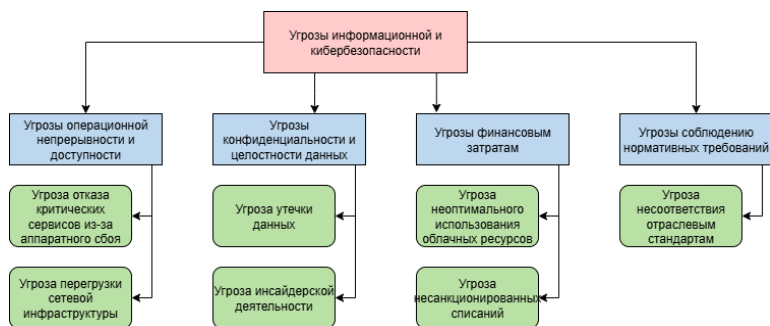 Угрозы информационной и
кибербезопасности
Угрозы операционной
непрерывности и
доступности
Угрозы
конфиденциальности и
целостности данных
Угрозы финансовым
затратам
Угрозы соблюдению
нормативных требований
Угроза отказа
критических
сервисов из-за
аппаратного сбоя
Угроза утечки
данных
Угроза
неоптимального
использования
облачных ресурсов
Угроза
несоответствия
отраслевым
стандартам
Угроза перегрузки
сетевой
инфраструктуры
Угроза инсайдерской
деятельности
Угроза
несанкционированных
списаний